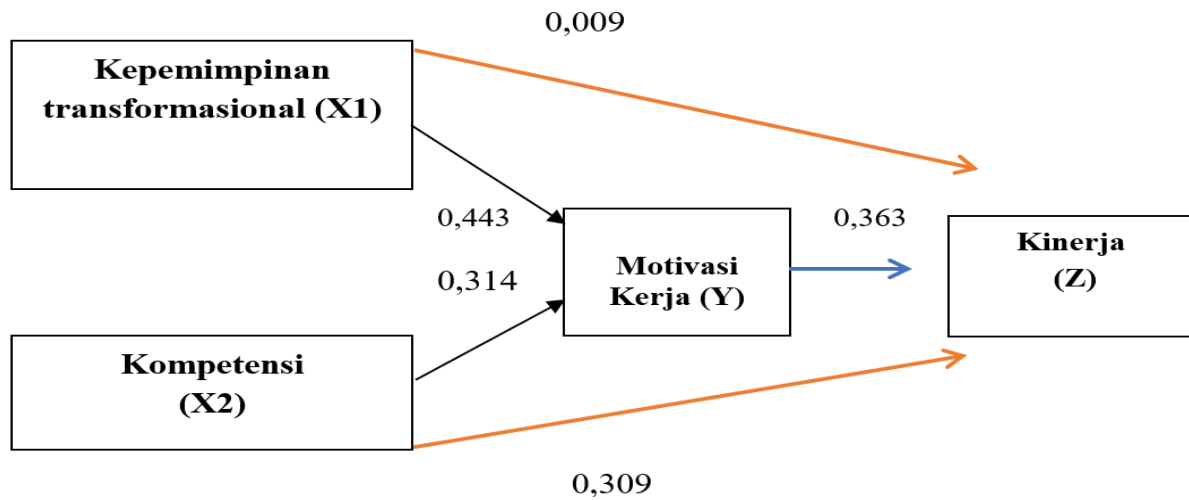 0,009
Kepemimpinan
transformasional (X1)
0,443
0,363
Kinerja
(Z)
Motivasi
Kerja (Y)
0,314
Kompetensi
(X2)
0,309